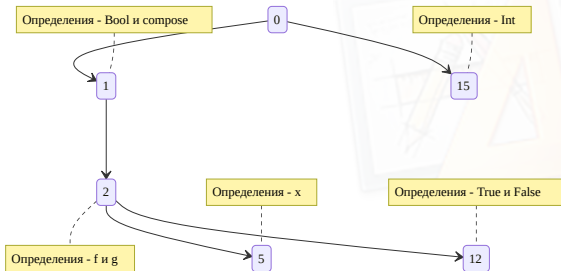 Определения - Bool и compose
0
Определения - Int
1
15
Определения - x
Определения - True и False
2
Определения - f и g
5
12